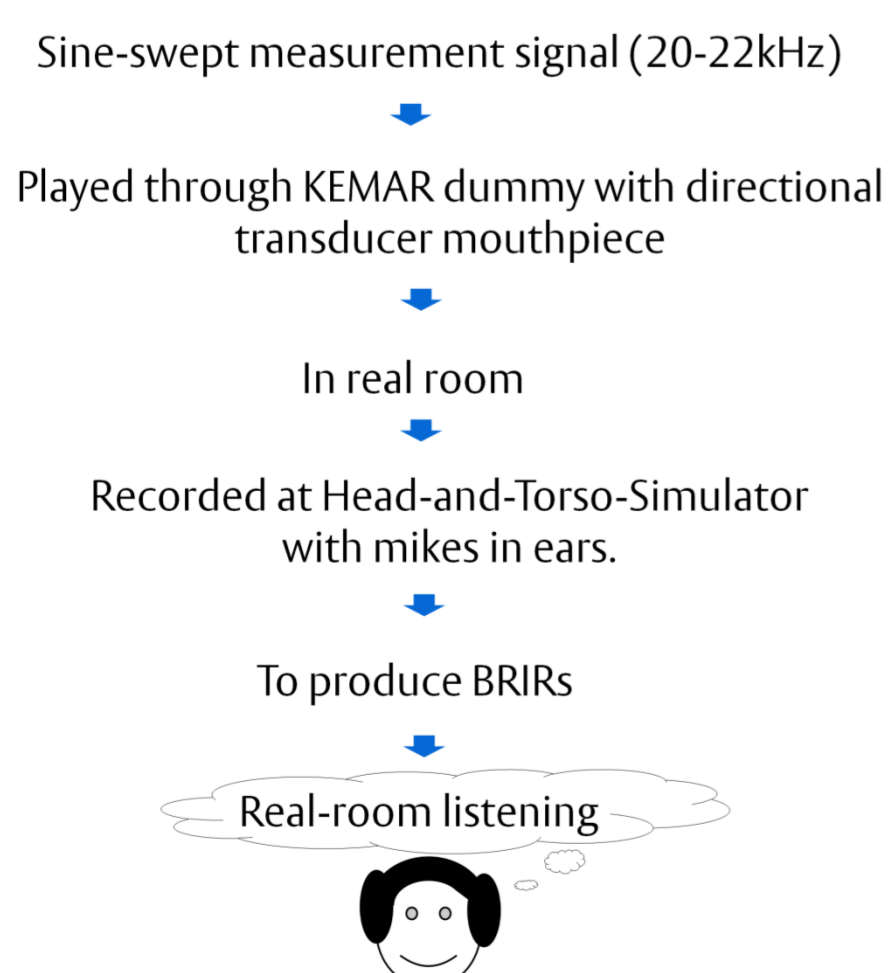 Sine-swept measurement signal (20-22kHz)
Played through KEMAR dummy with directional
transducer mouthpiece
In real room
Recorded at Head-and-Torso-Simulator
with mikes in ears.
To produce BRIRs
Real-room listening